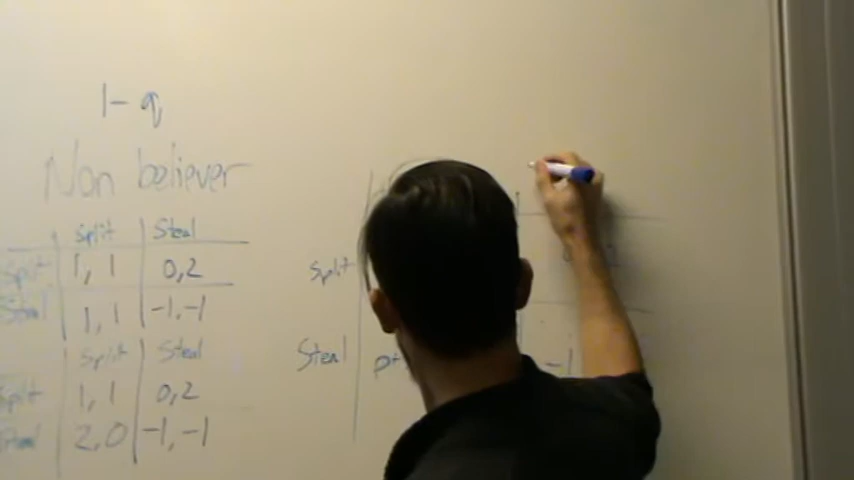 1- q
Non believer
Split Steal
Split 1, 1 0,2
Steal 1, 1 -1,-1
Split Steal
Split 1, 1 0,2
Steal 2,0 -1,-1
Split
Steal p+ -1